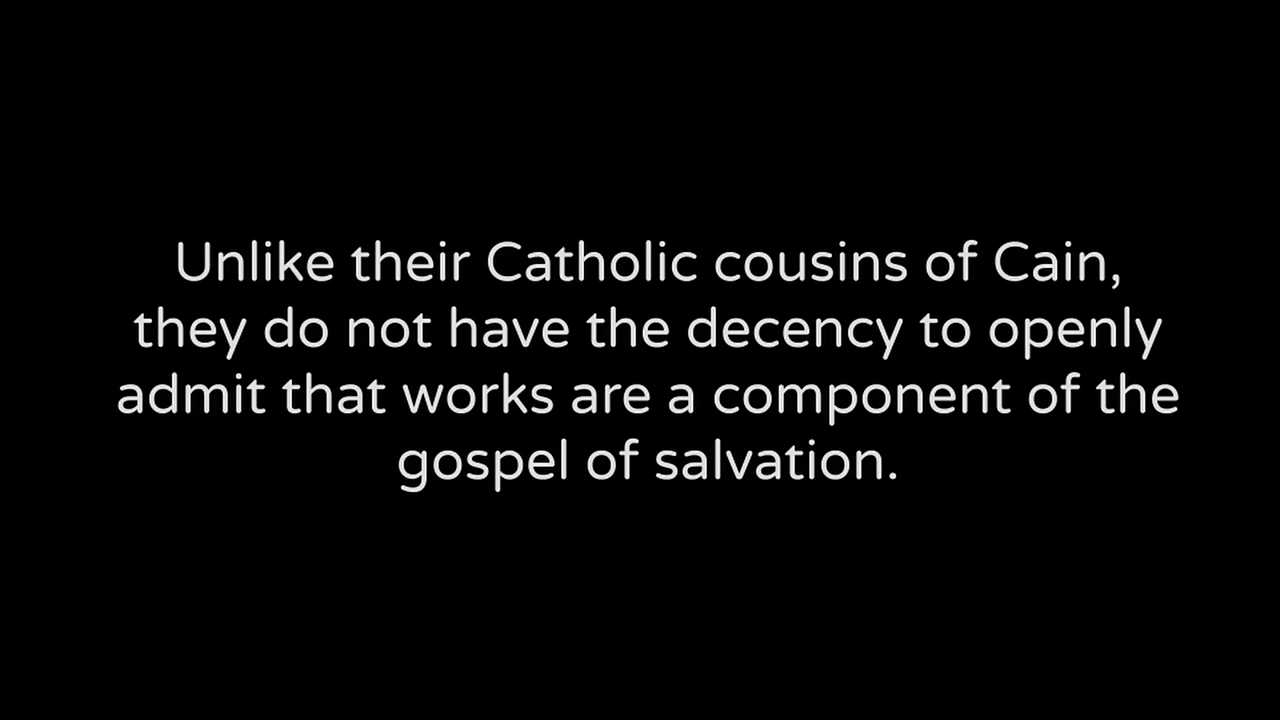 Unlike their Catholic cousins of Cain,
they do not have the decency to openly
admit that works are a component of the
gospel of salvation.